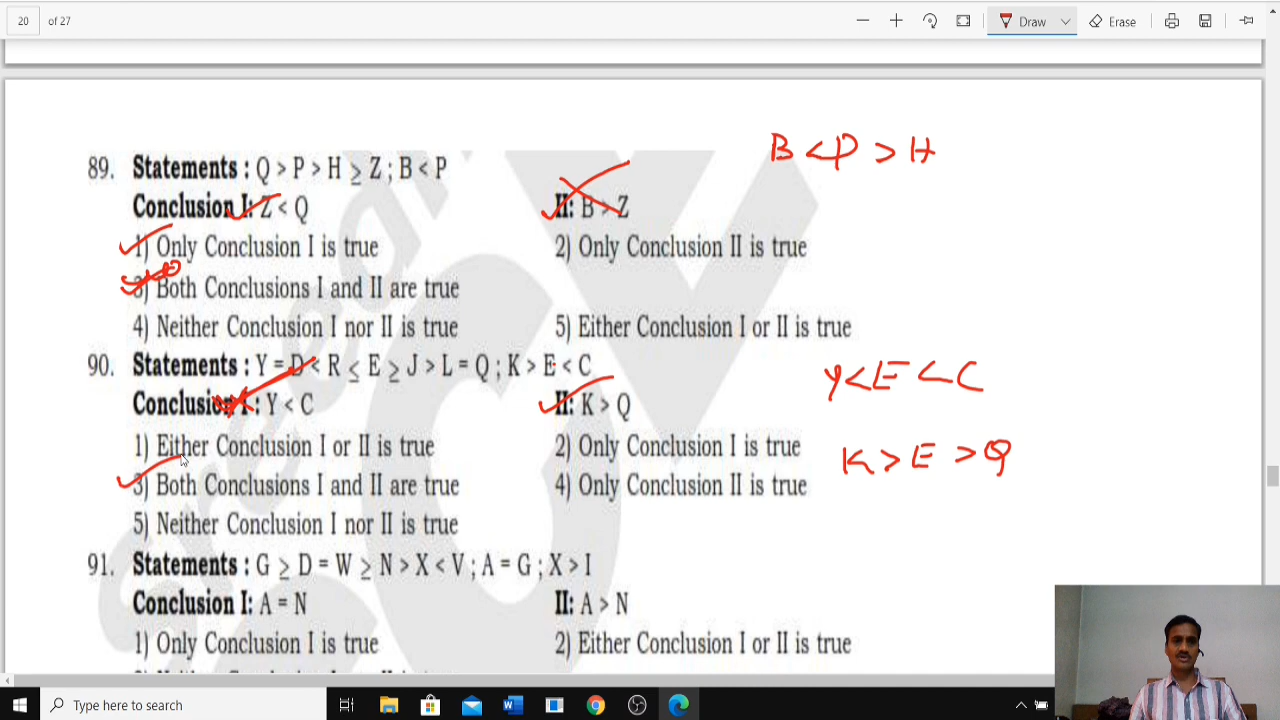 20 of 27
Draw
Erase
B < P > H
89. Statements : Q > P > H ≥ Z ; B < P
Conclusion I: Z < Q
II: B > Z
1) Only Conclusion I is true
2) Only Conclusion II is true
3) Both Conclusions I and II are true
4) Neither Conclusion I nor II is true
5) Either Conclusion I or II is true
90. Statements : Y = D < R ≤ E ≥ J > L = Q ; K > E < C
Y < E < C
Conclusion I : Y < C
II: K > Q
1) Either Conclusion I or II is true
2) Only Conclusion I is true
K > E > Q
3) Both Conclusions I and II are true
4) Only Conclusion II is true
5) Neither Conclusion I nor II is true
91. Statements : G ≥ D = W ≥ N > X < V ; A = G ; X > I
Conclusion I: A = N
II: A > N
1) Only Conclusion I is true
2) Either Conclusion I or II is true
Type here to search